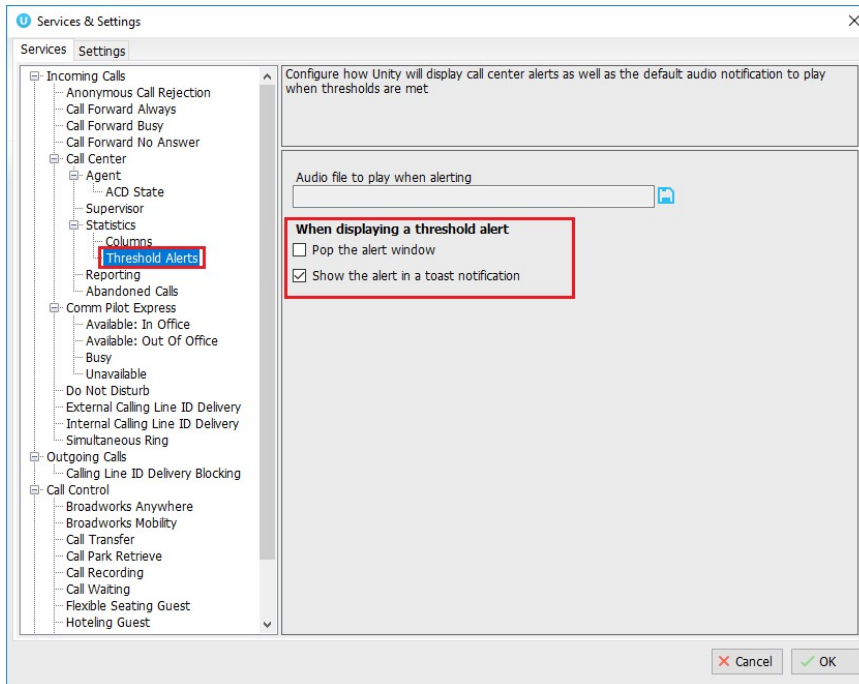 Services & Settings
Services Settings
Incoming Calls
Anonymous Call Rejection
Call Forward Always
Call Forward Busy
Call Forward No Answer
Call Center
Agent
ACD State
Supervisor
Statistics
Columns
Threshold Alerts
Reporting
Abandoned Calls
Comm Pilot Express
Available: In Office
Available: Out Of Office
Busy
Unavailable
Do Not Disturb
External Calling Line ID Delivery
Internal Calling Line ID Delivery
Simultaneous Ring
Outgoing Calls
Calling Line ID Delivery Blocking
Call Control
Broadworks Anywhere
Broadworks Mobility
Call Transfer
Call Park Retrieve
Call Recording
Call Waiting
Flexible Seating Guest
Hoteling Guest
Configure how Unity will display call center alerts as well as the default audio notification to play
when thresholds are met
Audio file to play when alerting
When displaying a threshold alert
Pop the alert window
Show the alert in a toast notification
Cancel
OK